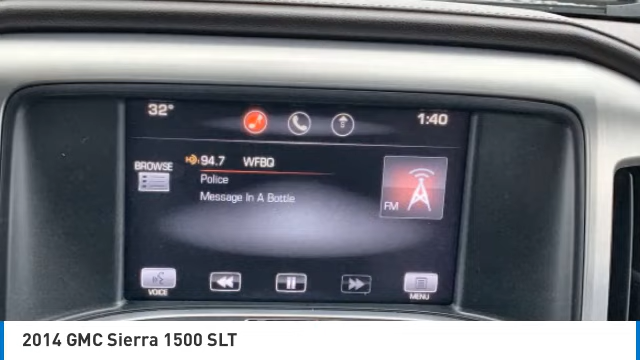 32°
1:40
BROWSE
94.7 WFBQ
Police
Message In A Bottle
FM
VOICE
MENU
2014 GMC Sierra 1500 SLT